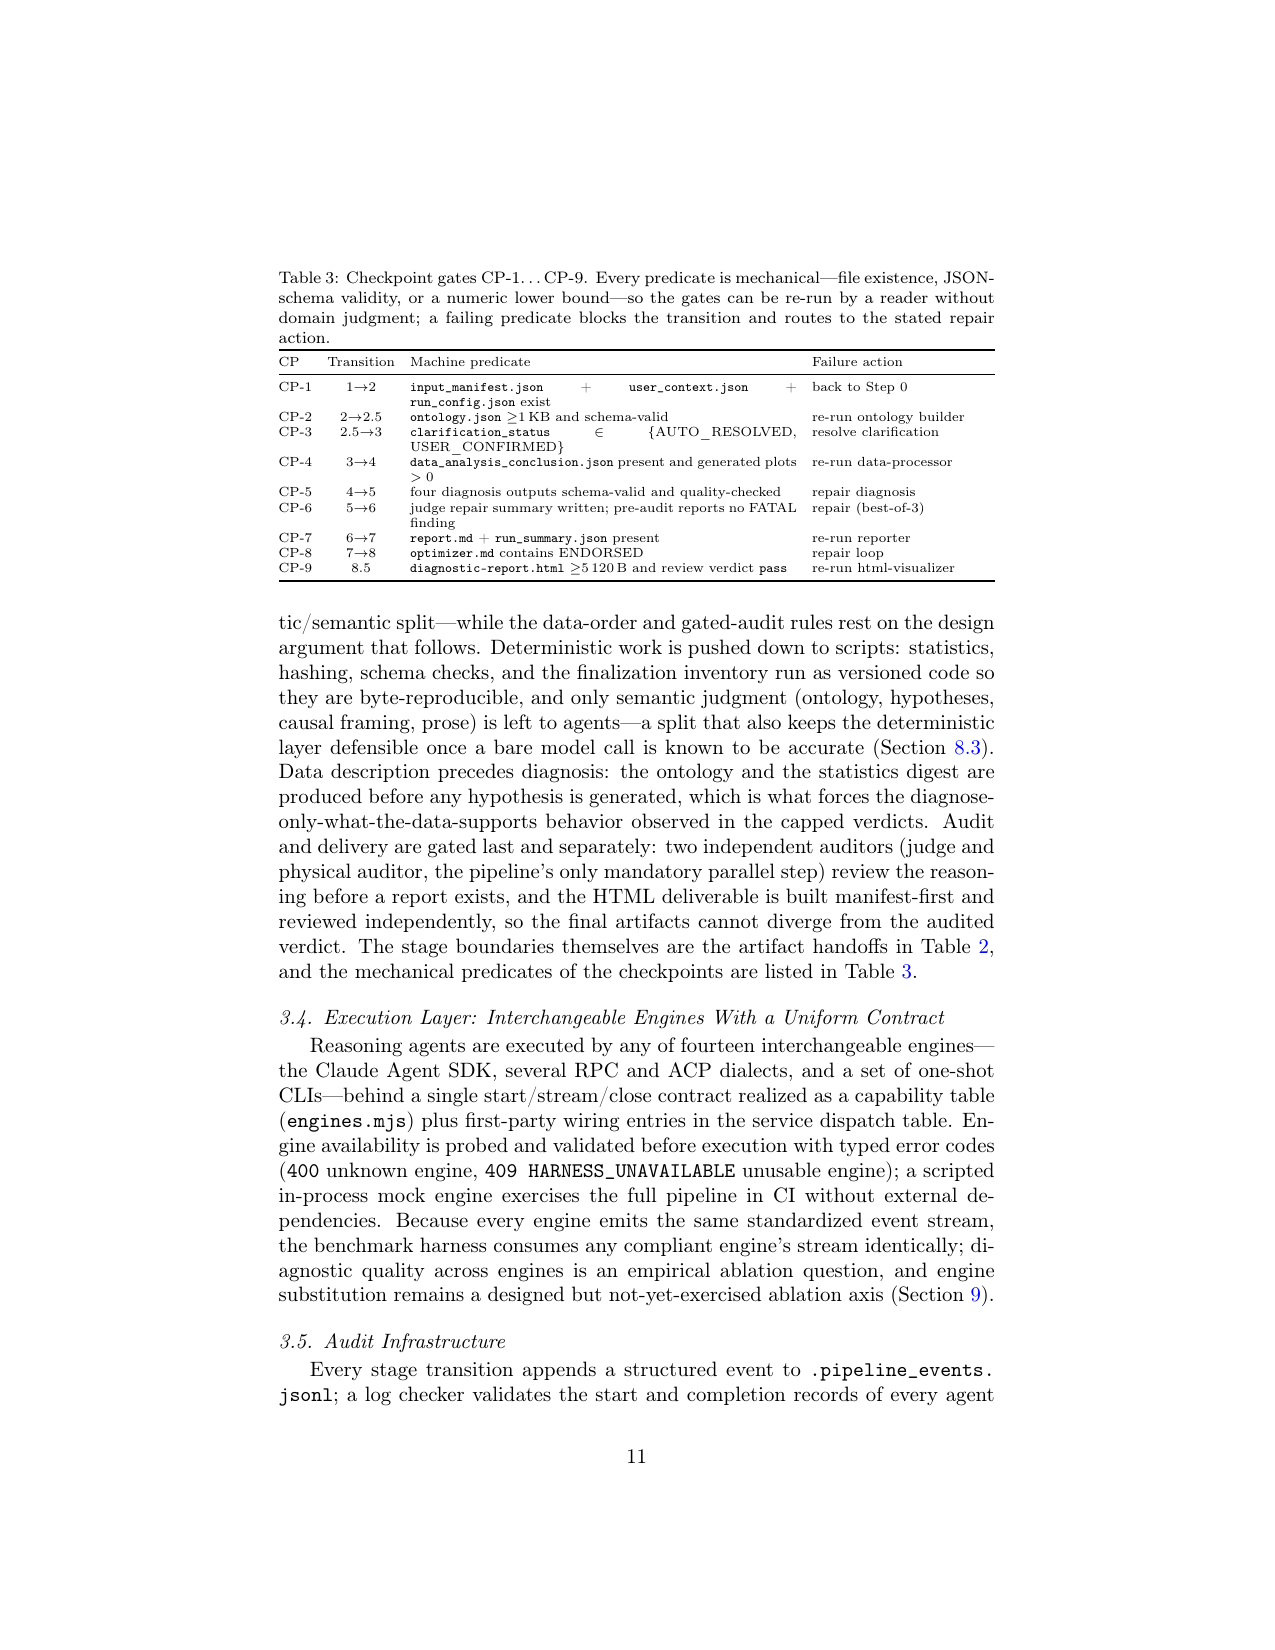 Table 3: Checkpoint gates CP-1...CP-9. Every predicate is mechanical—file existence, JSON-
schema validity, or a numeric lower bound—so the gates can be re-run by a reader without
domain judgment; a failing predicate blocks the transition and routes to the stated repair
action.
CP Transition Machine predicate Failure action
CP-1 1→2 input_manifest.json + user_context.json + back to Step 0
run_config.json exist
CP-2 2→2.5 ontology.json ≥1 KB and schema-valid re-run ontology builder
CP-3 2.5→3 clarification_status ∈ {AUTO_RESOLVED, resolve clarification
USER_CONFIRMED}
CP-4 3→4 data_analysis_conclusion.json present and generated plots re-run data-processor
> 0
CP-5 4→5 four diagnosis outputs schema-valid and quality-checked repair diagnosis
CP-6 5→6 judge repair summary written; pre-audit reports no FATAL repair (best-of-3)
finding
CP-7 6→7 report.md + run_summary.json present re-run reporter
CP-8 7→8 optimizer.md contains ENDORSED repair loop
CP-9 8.5 diagnostic-report.html ≥5 120 B and review verdict pass re-run html-visualizer
tic/semantic split—while the data-order and gated-audit rules rest on the design
argument that follows. Deterministic work is pushed down to scripts: statistics,
hashing, schema checks, and the finalization inventory run as versioned code so
they are byte-reproducible, and only semantic judgment (ontology, hypotheses,
causal framing, prose) is left to agents—a split that also keeps the deterministic
layer defensible once a bare model call is known to be accurate (Section 8.3).
Data description precedes diagnosis: the ontology and the statistics digest are
produced before any hypothesis is generated, which is what forces the diagnose-
only-what-the-data-supports behavior observed in the capped verdicts. Audit
and delivery are gated last and separately: two independent auditors (judge and
physical auditor, the pipeline's only mandatory parallel step) review the reason-
ing before a report exists, and the HTML deliverable is built manifest-first and
reviewed independently, so the final artifacts cannot diverge from the audited
verdict. The stage boundaries themselves are the artifact handoffs in Table 2,
and the mechanical predicates of the checkpoints are listed in Table 3.
3.4. Execution Layer: Interchangeable Engines With a Uniform Contract
Reasoning agents are executed by any of fourteen interchangeable engines—
the Claude Agent SDK, several RPC and ACP dialects, and a set of one-shot
CLIs—behind a single start/stream/close contract realized as a capability table
(engines.mjs) plus first-party wiring entries in the service dispatch table. En-
gine availability is probed and validated before execution with typed error codes
(400 unknown engine, 409 HARNESS_UNAVAILABLE unusable engine); a scripted
in-process mock engine exercises the full pipeline in CI without external de-
pendencies. Because every engine emits the same standardized event stream,
the benchmark harness consumes any compliant engine's stream identically; di-
agnostic quality across engines is an empirical ablation question, and engine
substitution remains a designed but not-yet-exercised ablation axis (Section 9).
3.5. Audit Infrastructure
Every stage transition appends a structured event to .pipeline_events.
jsonl; a log checker validates the start and completion records of every agent
11